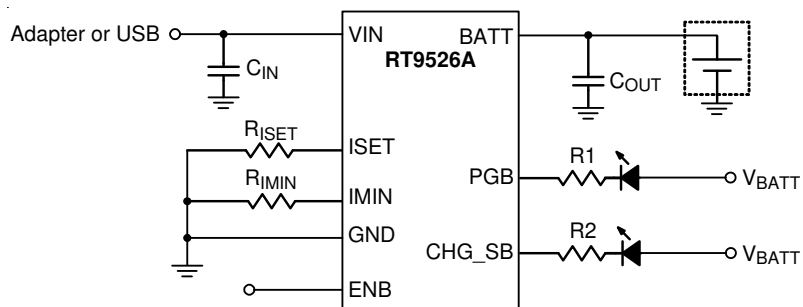 Adapter or USB
VIN
BATT
RT9526A
CIN
COUT
RISET
ISET
R1
PGB
VBATT
RIMIN
IMIN
GND
R2
CHG_SB
VBATT
ENB